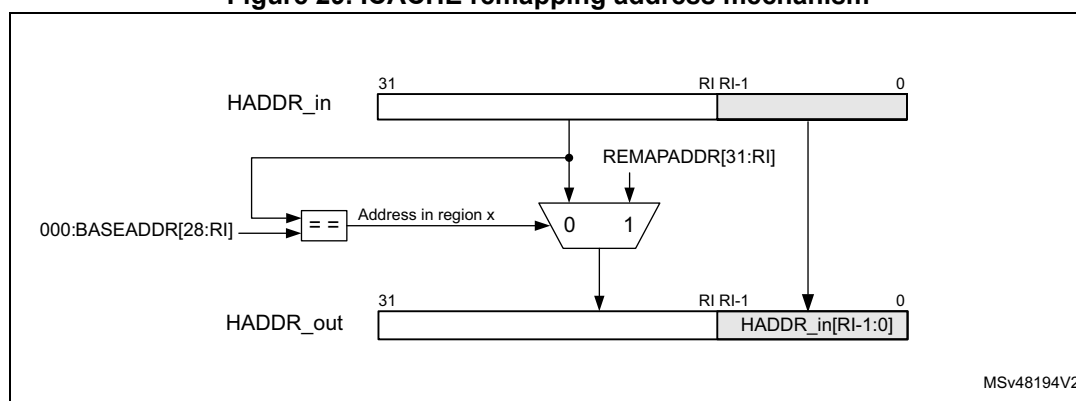 Figure 29. ICACHE remapping address mechanism
31 RI RI-1 0
HADDR_in
REMAPADDR[31:RI]
Address in region x
000:BASEADDR[28:RI] = = 0 1
31 RI RI-1 0
HADDR_out HADDR_in[RI-1:0]
MSv48194V2